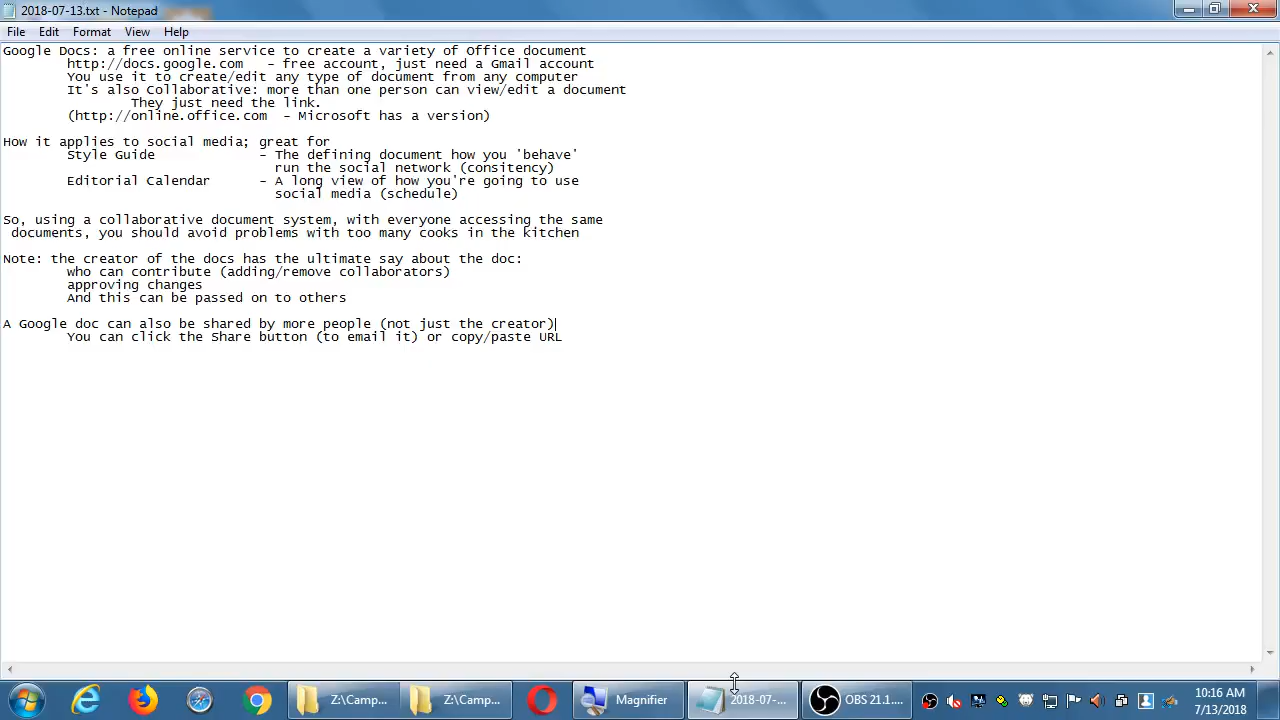 2018-07-13.txt - Notepad
File Edit Format View Help
Google Docs: a free online service to create a variety of Office document
http://docs.google.com - free account, just need a Gmail account
You use it to create/edit any type of document from any computer
It's also Collaborative: more than one person can view/edit a document
They just need the link.
(http://online.office.com - Microsoft has a version)
How it applies to social media; great for
Style Guide - The defining document how you 'behave'
run the social network (consitency)
Editorial Calendar - A long view of how you're going to use
social media (schedule)
So, using a collaborative document system, with everyone accessing the same
documents, you should avoid problems with too many cooks in the kitchen
Note: the creator of the docs has the ultimate say about the doc:
who can contribute (adding/remove collaborators)
approving changes
And this can be passed on to others
A Google doc can also be shared by more people (not just the creator)
You can click the Share button (to email it) or copy/paste URL
Z:\Camp... Z:\Camp... Magnifier 2018-07-... OBS 21.1.... 10:16 AM
7/13/2018